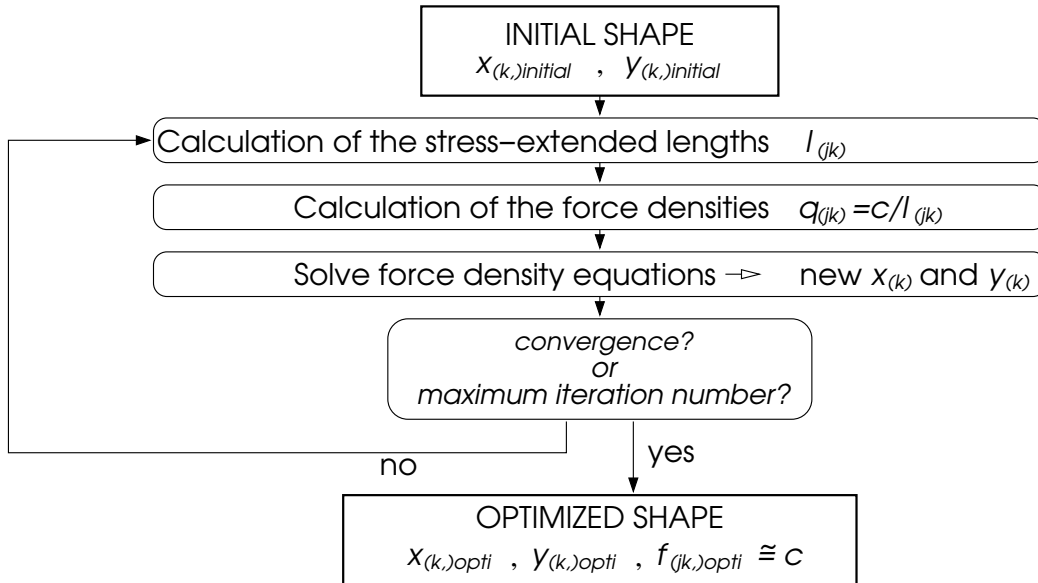 INITIAL SHAPE
x(k,)initial , y(k,)initial
Calculation of the stress–extended lengths l(jk)
Calculation of the force densities q(jk) =c/l(jk)
Solve force density equations → new x(k) and y(k)
convergence?
or
maximum iteration number?
no
yes
OPTIMIZED SHAPE
x(k,)opti , y(k,)opti , f(jk,)opti ≅ c